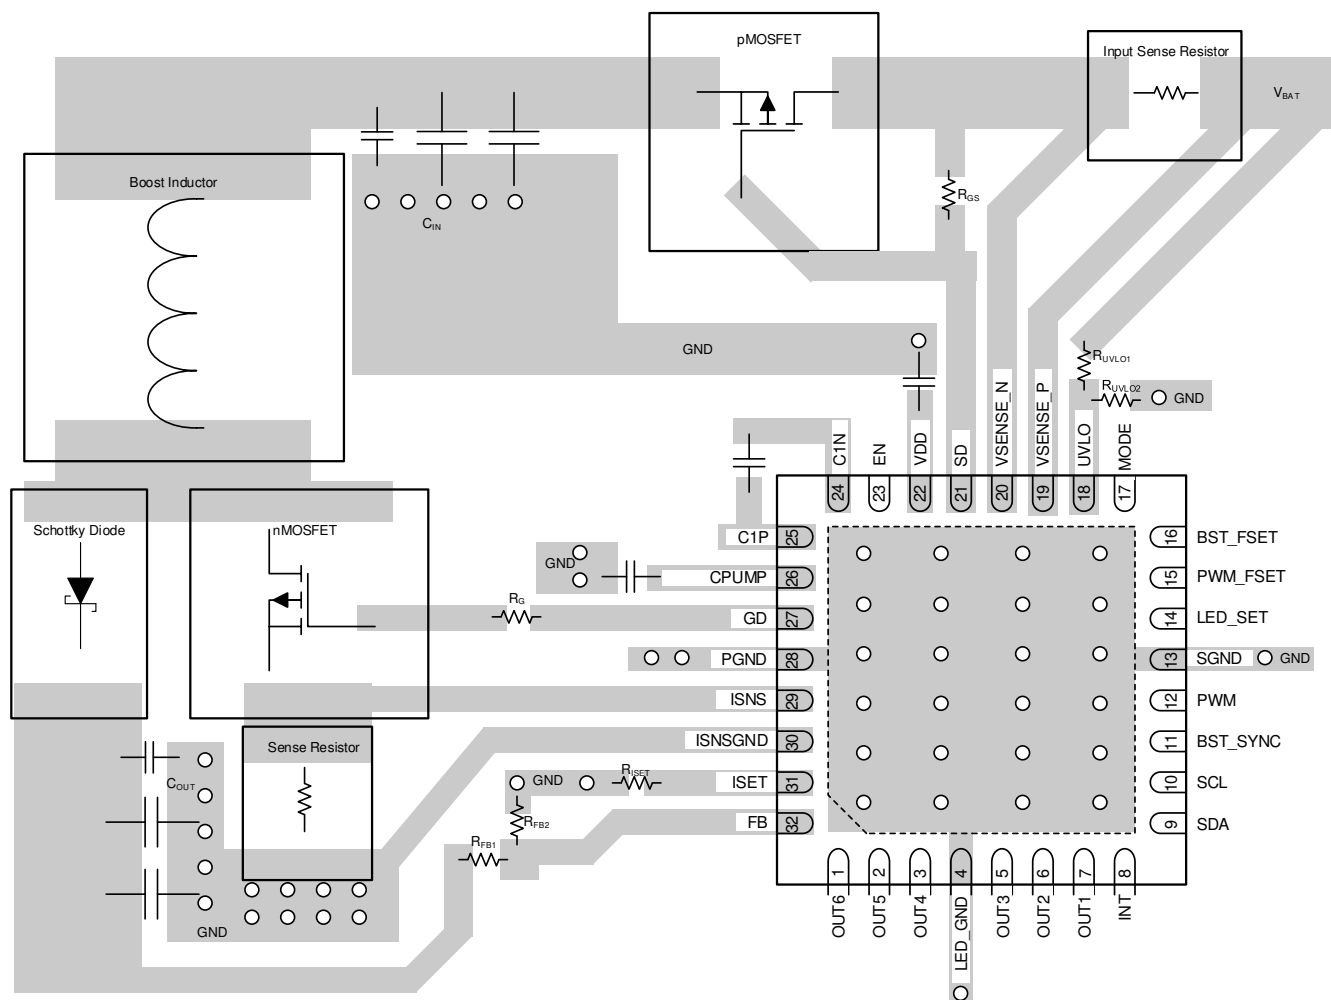 pMOSFET
Input Sense Resistor
VBAT
Boost Inductor
RGS
CIN
GND
RUVLO1
RUVLO2
GND
C1N
EN
VDD
SD
VSENSE_N
VSENSE_P
UVLO
MODE
24
23
22
21
20
19
18
17
Schottky Diode
nMOSFET
C1P
25
16
BST_FSET
GND
CPUMP
26
15
PWM_FSET
RG
GD
27
14
LED_SET
PGND
28
13
SGND
GND
ISNS
29
12
PWM
ISNSGND
30
11
BST_SYNC
Sense Resistor
COUT
GND
RISET
ISET
31
10
SCL
RFB2
FB
32
9
SDA
RFB1
1
2
3
4
5
6
7
8
OUT6
OUT5
OUT4
LED_GND
OUT3
OUT2
OUT1
INT
GND